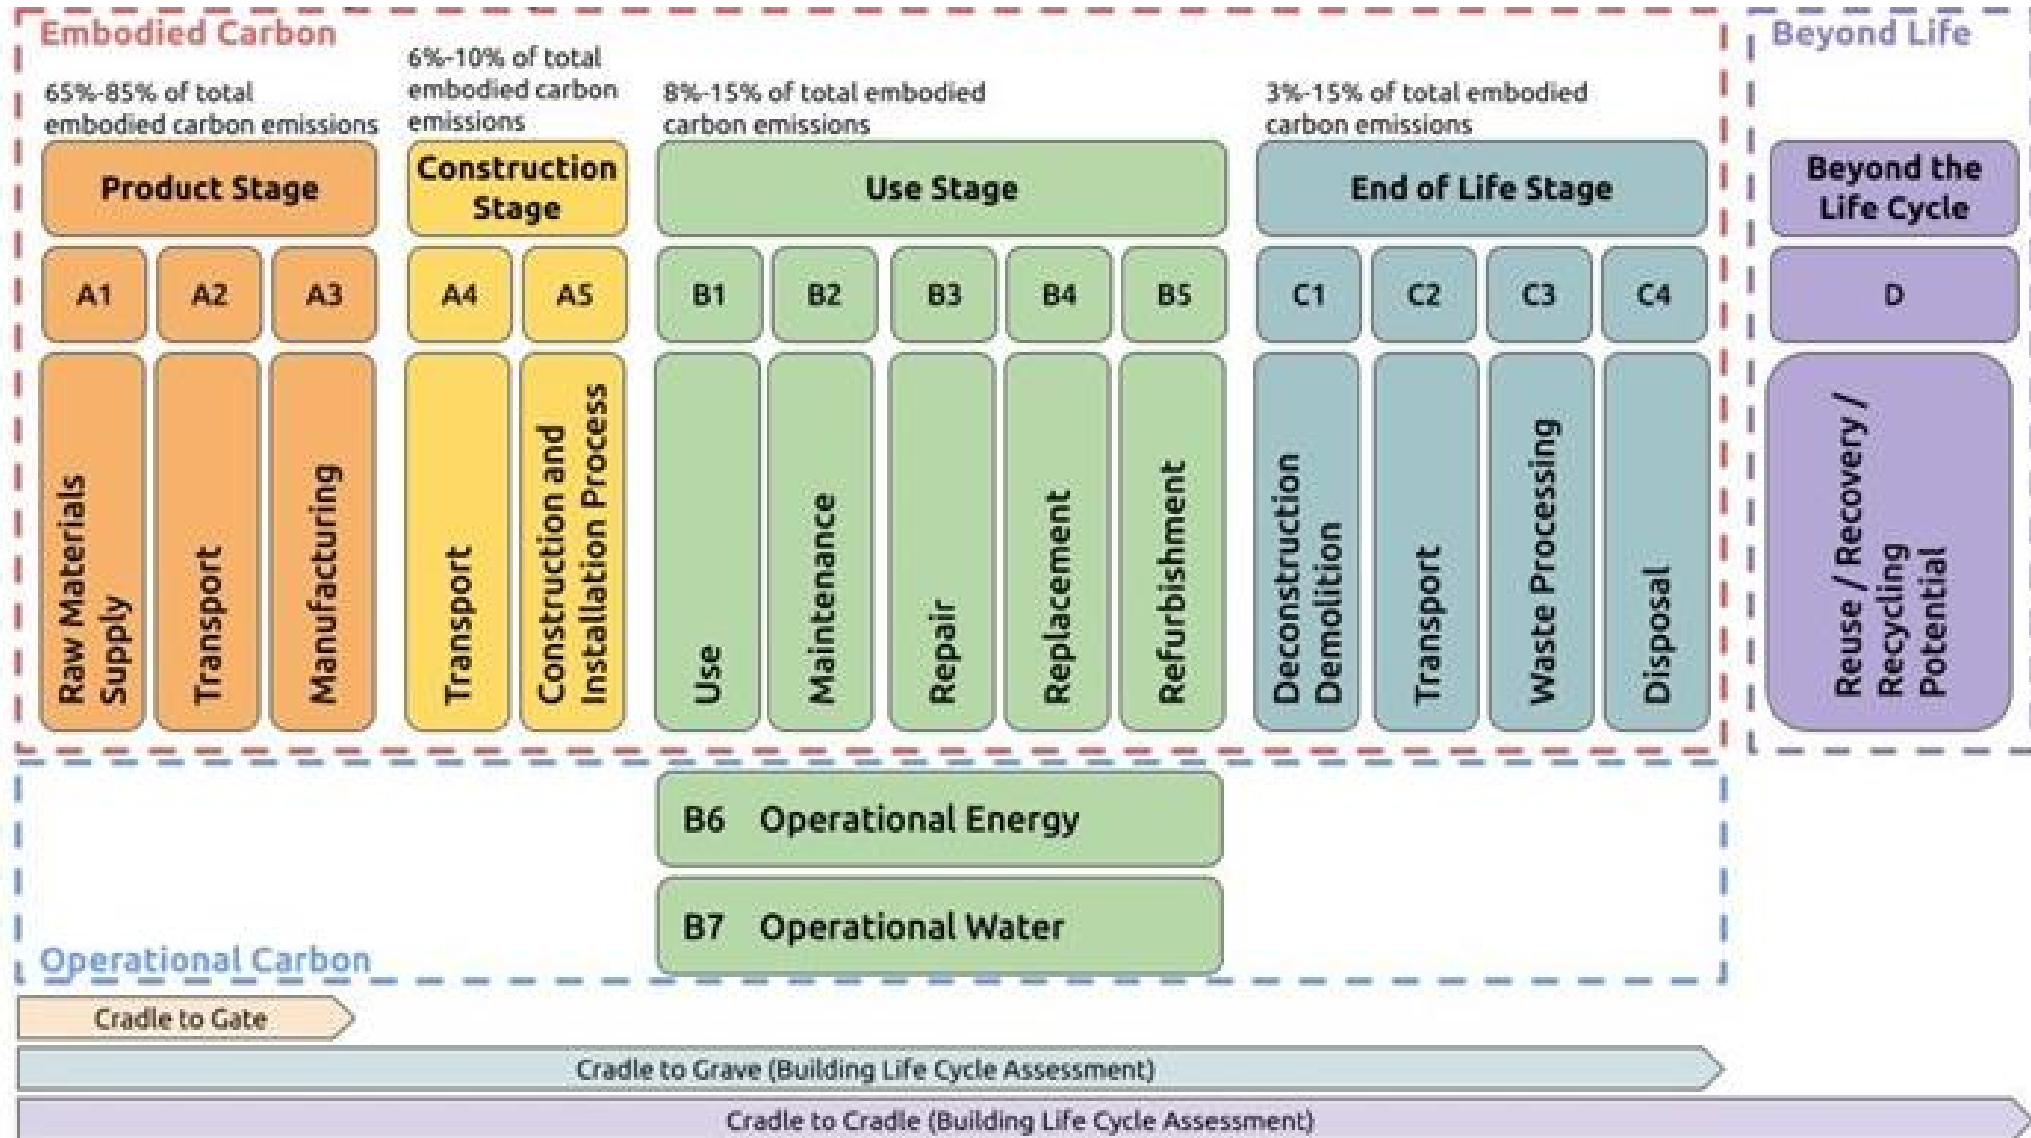 Embodied Carbon
Beyond Life
65%-85% of total
embodied carbon emissions
6%-10% of total
embodied carbon
emissions
8%-15% of total embodied
carbon emissions
3%-15% of total embodied
carbon emissions
Product Stage
Construction
Stage
Use Stage
End of Life Stage
Beyond the
Life Cycle
A1
A2
A3
A4
A5
B1
B2
B3
B4
B5
C1
C2
C3
C4
D
Raw Materials
Supply
Transport
Manufacturing
Transport
Construction and
Installation Process
Use
Maintenance
Repair
Replacement
Refurbishment
Deconstruction
Demolition
Transport
Waste Processing
Disposal
Reuse / Recovery /
Recycling
Potential
B6 Operational Energy
B7 Operational Water
Operational Carbon
Cradle to Gate
Cradle to Grave (Building Life Cycle Assessment)
Cradle to Cradle (Building Life Cycle Assessment)